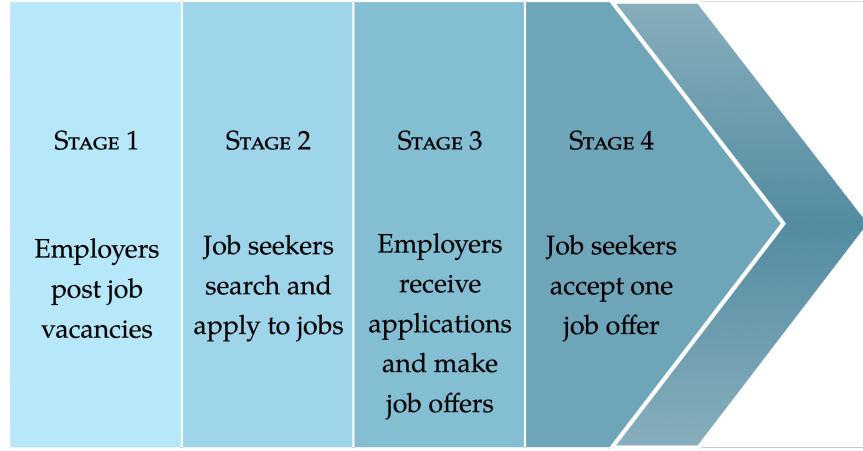 STAGE 1
Employers
post job
vacancies
STAGE 2
Job seekers
search and
apply to jobs
STAGE 3
Employers
receive
applications
and make
job offers
STAGE 4
Job seekers
accept one
job offer